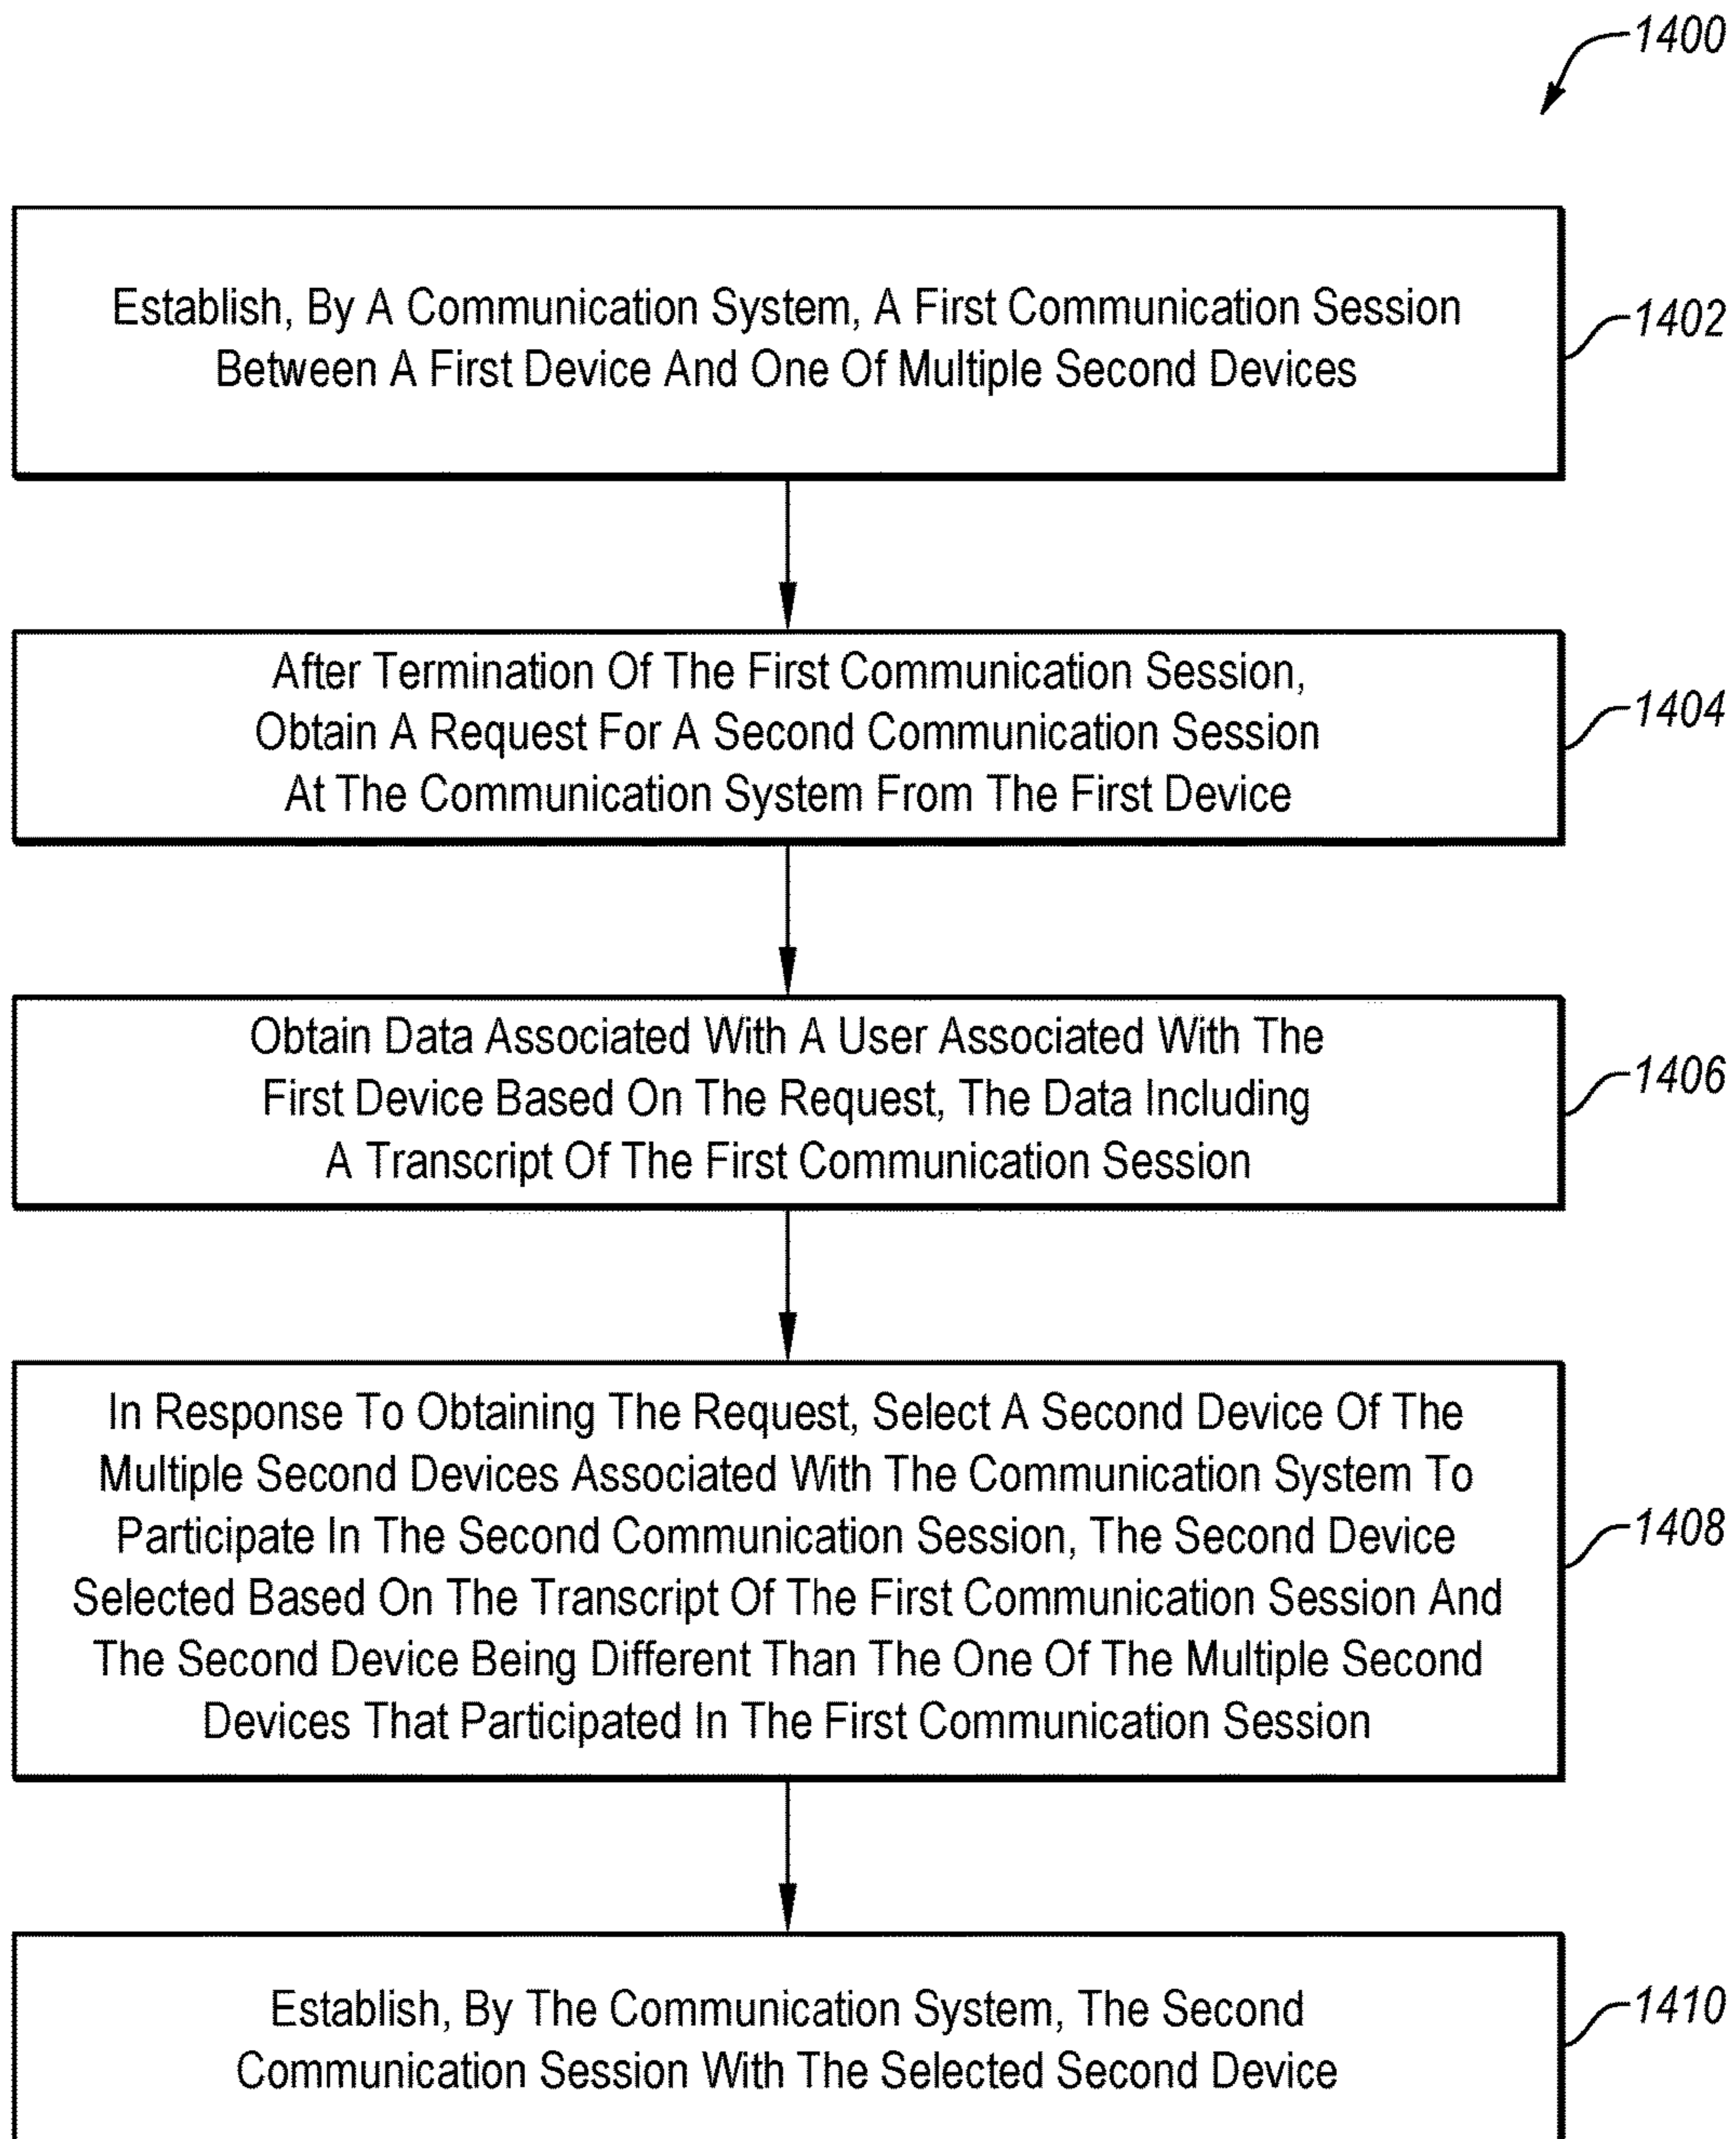 1400
Establish, By A Communication System, A First Communication Session
Between A First Device And One Of Multiple Second Devices
1402
After Termination Of The First Communication Session,
Obtain A Request For A Second Communication Session
At The Communication System From The First Device
1404
Obtain Data Associated With A User Associated With The
First Device Based On The Request, The Data Including
A Transcript Of The First Communication Session
1406
In Response To Obtaining The Request, Select A Second Device Of The
Multiple Second Devices Associated With The Communication System To
Participate In The Second Communication Session, The Second Device
Selected Based On The Transcript Of The First Communication Session And
The Second Device Being Different Than The One Of The Multiple Second
Devices That Participated In The First Communication Session
1408
Establish, By The Communication System, The Second
Communication Session With The Selected Second Device
1410